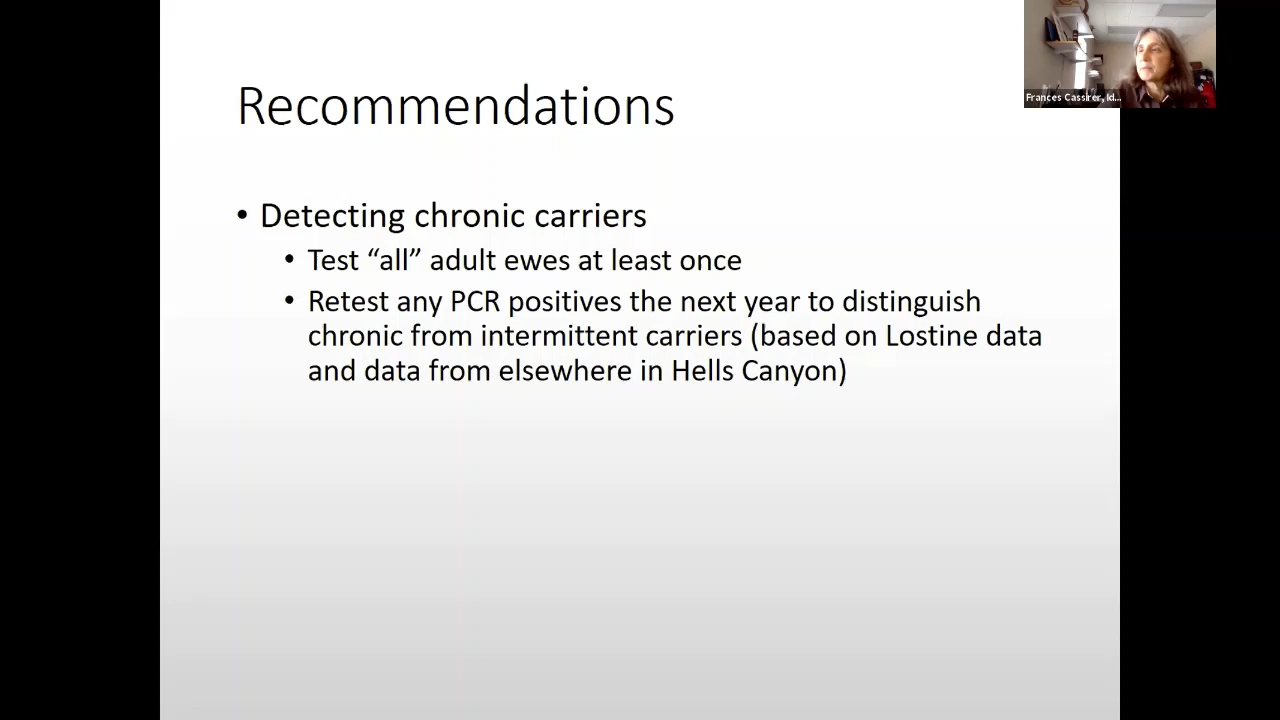 Frances Cassirer, Id...
Recommendations
• Detecting chronic carriers
• Test “all” adult ewes at least once
• Retest any PCR positives the next year to distinguish
chronic from intermittent carriers (based on Lostine data
and data from elsewhere in Hells Canyon)